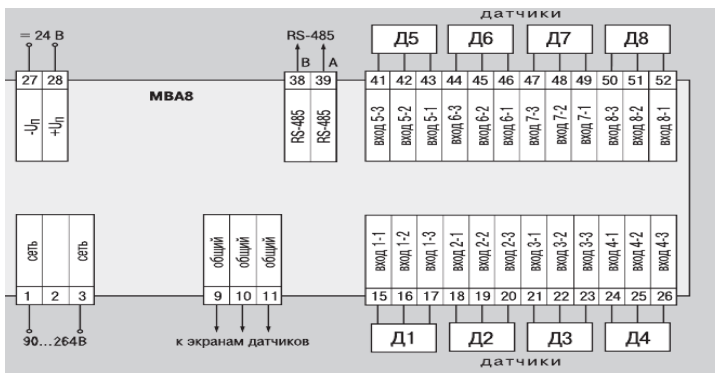 датчики
= 24 В RS-485 Д5 Д6 Д7 Д8
B A
27 28 38 39 41 42 43 44 45 46 47 48 49 50 51 52
МВА8
-Uп +Uп RS-485 RS-485 вход 5-3 вход 5-2 вход 5-1 вход 6-3 вход 6-2 вход 6-1 вход 7-3 вход 7-2 вход 7-1 вход 8-3 вход 8-2 вход 8-1
сеть сеть общий общий общий вход 1-1 вход 1-2 вход 1-3 вход 2-1 вход 2-2 вход 2-3 вход 3-1 вход 3-2 вход 3-3 вход 4-1 вход 4-2 вход 4-3
1 2 3 9 10 11 15 16 17 18 19 20 21 22 23 24 25 26
90...264В к экранам датчиков Д1 Д2 Д3 Д4
датчики